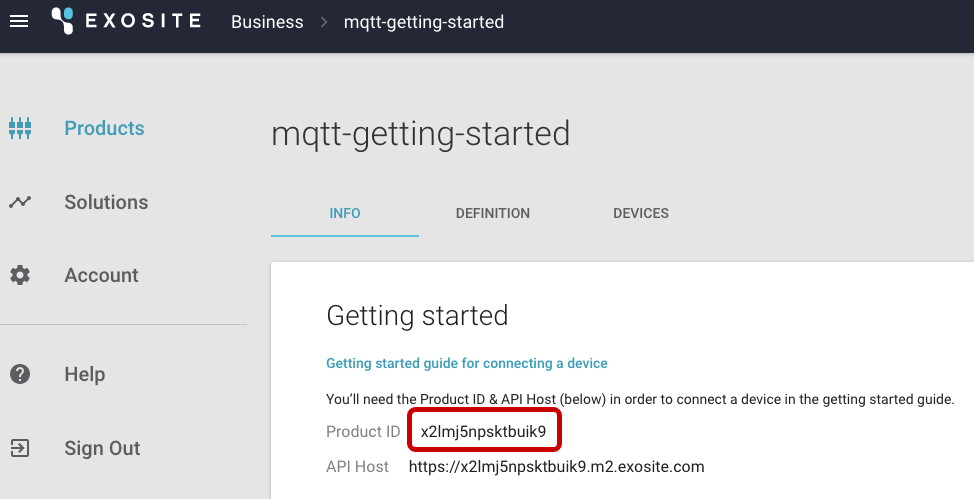 EXOSITE Business > mqtt-getting-started
Products
Solutions
Account
Help
Sign Out
mqtt-getting-started
INFO DEFINITION DEVICES
Getting started
Getting started guide for connecting a device
You'll need the Product ID & API Host (below) in order to connect a device in the getting started guide.
Product ID x2lmj5npsktbuik9
API Host https://x2lmj5npsktbuik9.m2.exosite.com